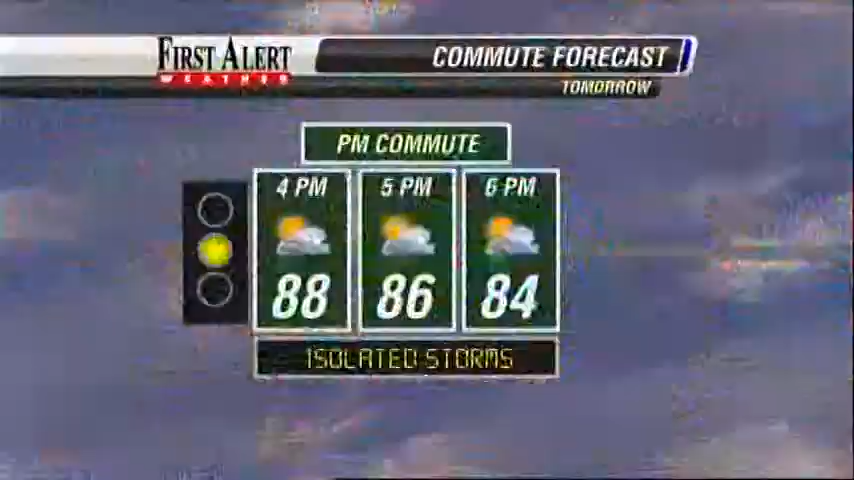 FIRST ALERT
WEATHER
COMMUTE FORECAST
TOMORROW
PM COMMUTE
4 PM 5 PM 6 PM
88 86 84
ISOLATED STORMS